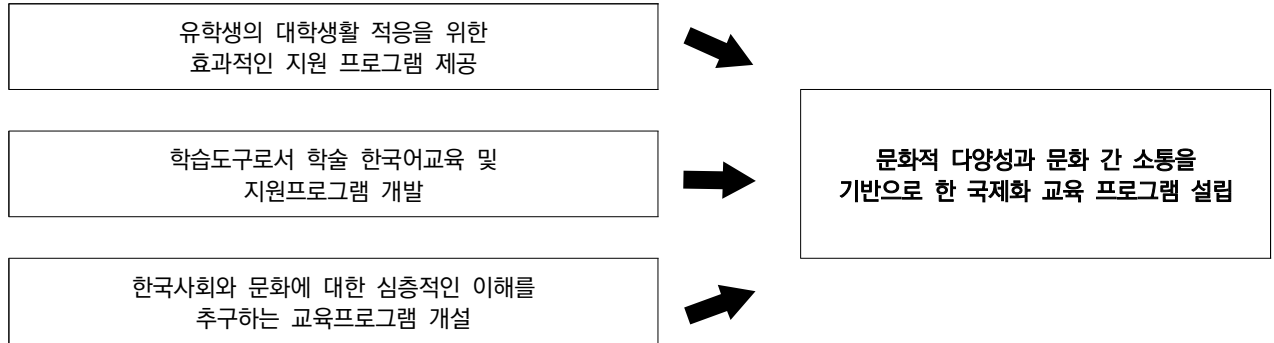 유학생의 대학생활 적응을 위한
효과적인 지원 프로그램 제공
학습도구로서 학술 한국어교육 및
지원프로그램 개발
한국사회와 문화에 대한 심층적인 이해를
추구하는 교육프로그램 개설
문화적 다양성과 문화 간 소통을
기반으로 한 국제화 교육 프로그램 설립